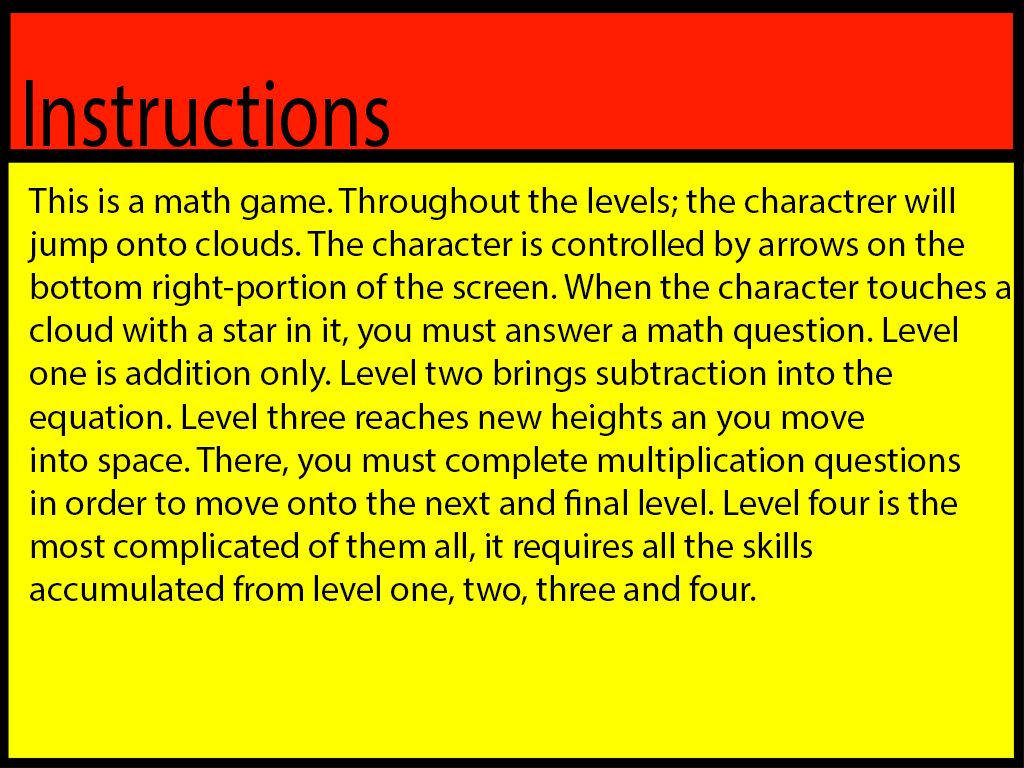 Instructions
This is a math game. Throughout the levels; the charactrer will
jump onto clouds. The character is controlled by arrows on the
bottom right-portion of the screen. When the character touches a
cloud with a star in it, you must answer a math question. Level
one is addition only. Level two brings subtraction into the
equation. Level three reaches new heights an you move
into space. There, you must complete multiplication questions
in order to move onto the next and final level. Level four is the
most complicated of them all, it requires all the skills
accumulated from level one, two, three and four.